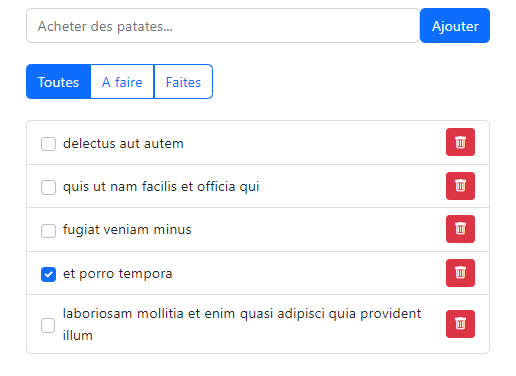 Acheter des patates...
Ajouter
Toutes
A faire
Faites
delectus aut autem
quis ut nam facilis et officia qui
fugiat veniam minus
et porro tempora
laboriosam mollitia et enim quasi adipisci quia provident
illum